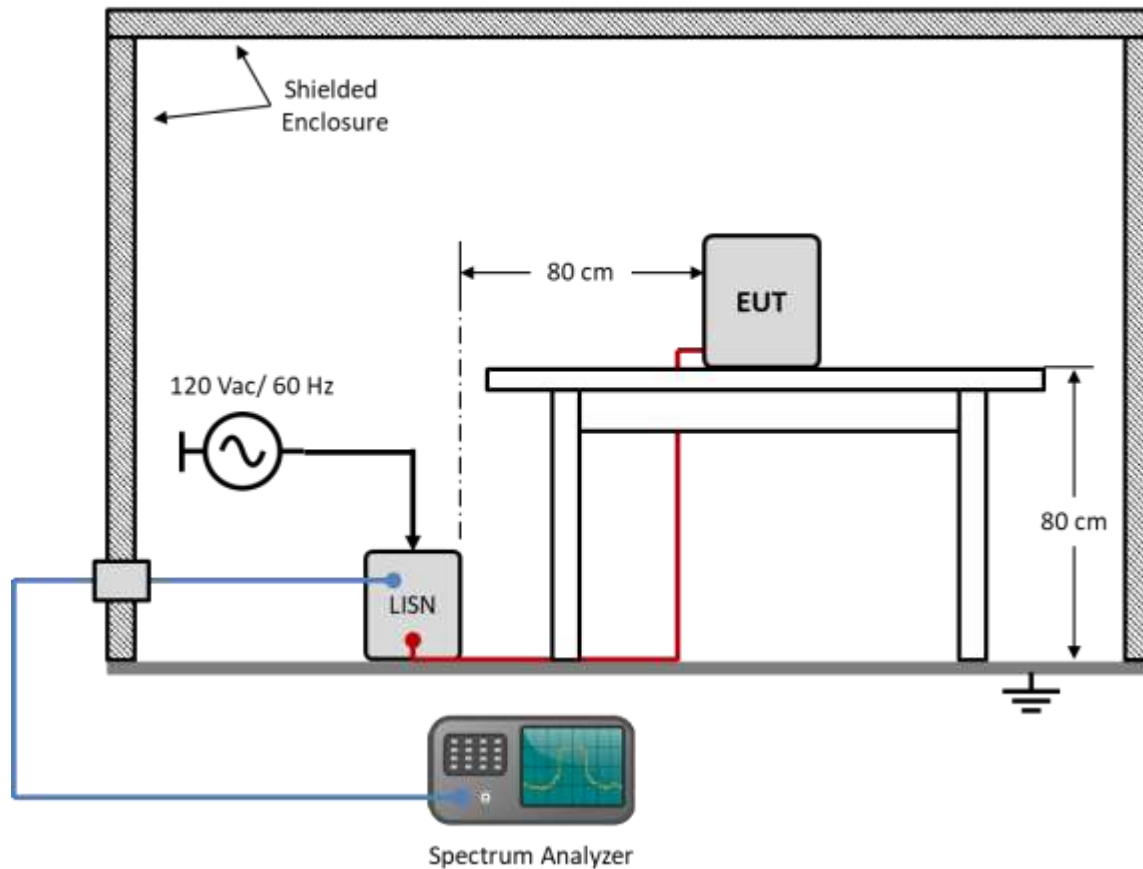 Shielded
Enclosure
80 cm
EUT
120 Vac/ 60 Hz
80 cm
LISN
Spectrum Analyzer